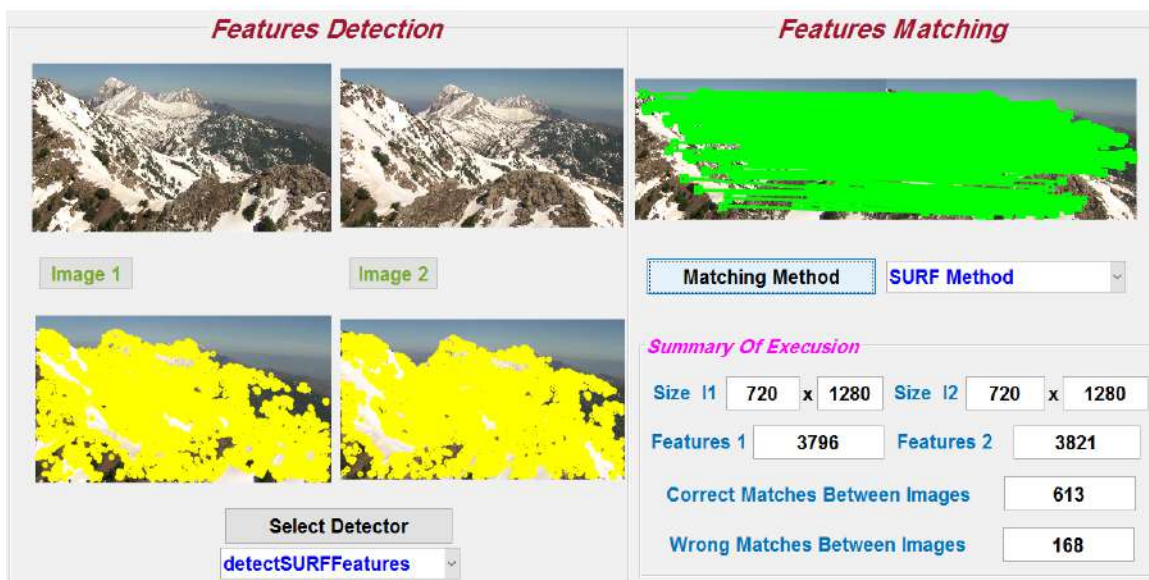 Features Detection
Features Matching
Image 1
Image 2
Matching Method
SURF Method
Summary Of Execusion
Size I1 720 x 1280 Size I2 720 x 1280
Features 1 3796 Features 2 3821
Correct Matches Between Images 613
Wrong Matches Between Images 168
Select Detector
detectSURFFeatures